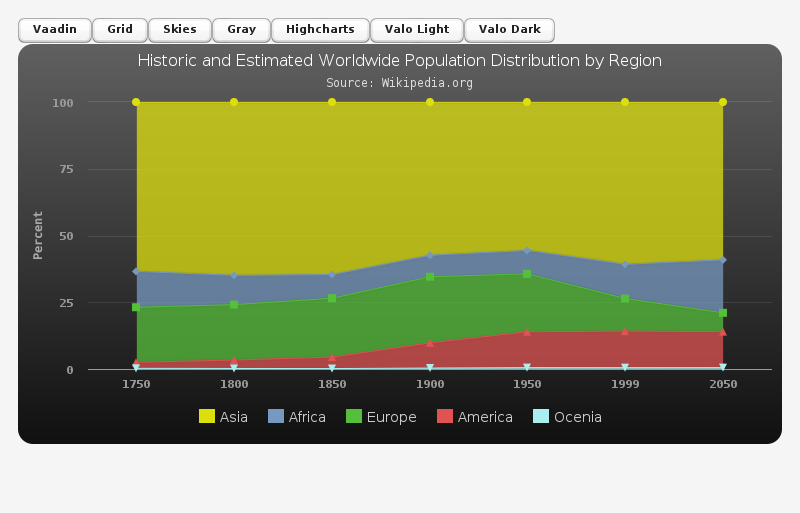 Vaadin Grid Skies Gray Highcharts Valo Light Valo Dark
Historic and Estimated Worldwide Population Distribution by Region
Source: Wikipedia.org
Percent
100
75
50
25
0
1750 1800 1850 1900 1950 1999 2050
Asia Africa Europe America Ocenia